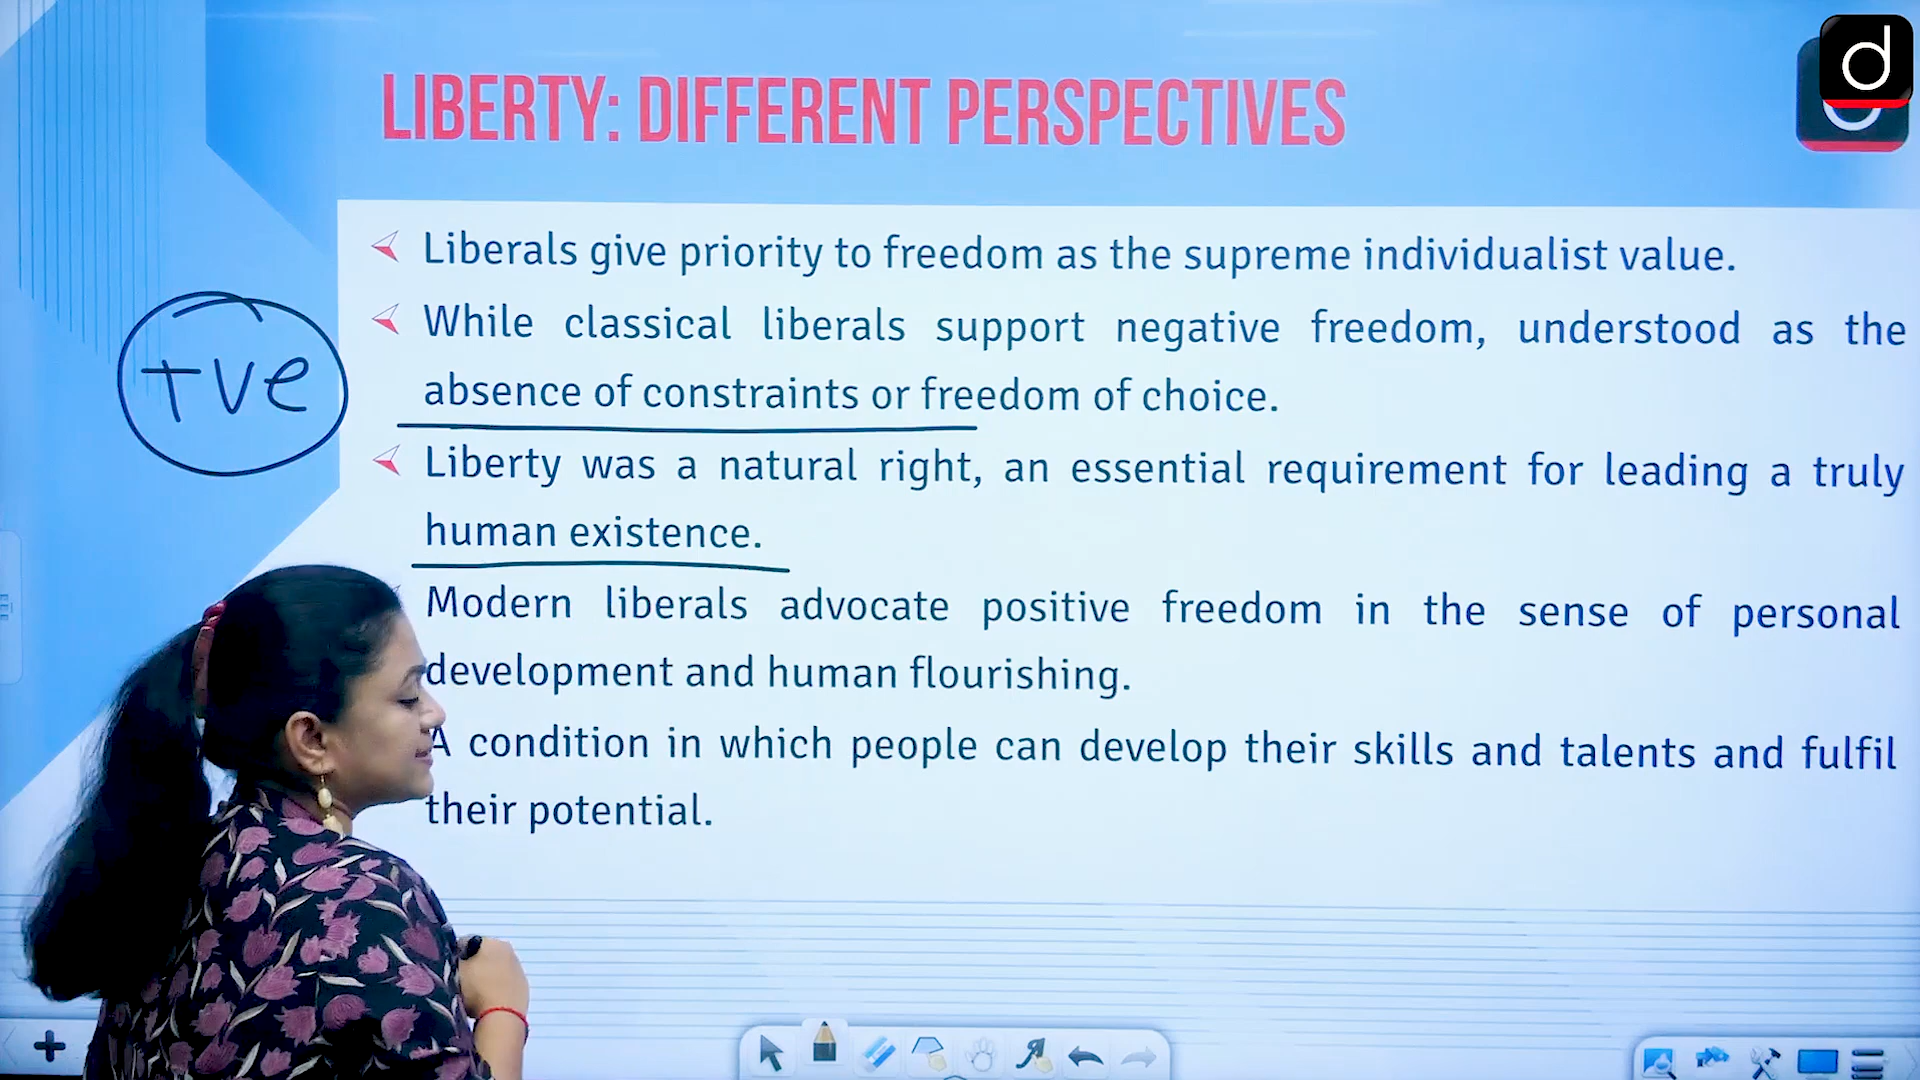 LIBERTY: DIFFERENT PERSPECTIVES
d
Liberals give priority to freedom as the supreme individualist value.
While classical liberals support negative freedom, understood as the
absence of constraints or freedom of choice.
+ve
Liberty was a natural right, an essential requirement for leading a truly
human existence.
Modern liberals advocate positive freedom in the sense of personal
development and human flourishing.
A condition in which people can develop their skills and talents and fulfil
their potential.